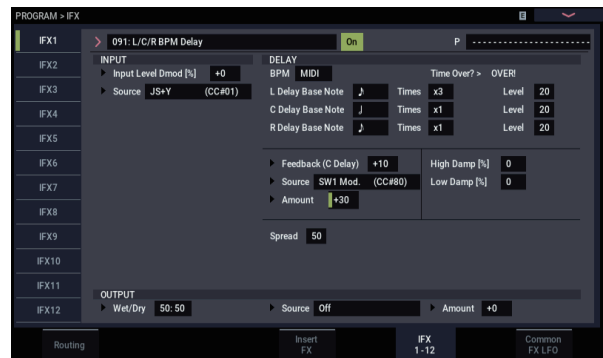 PROGRAM > IFX E
IFX1
IFX2
IFX3
IFX4
IFX5
IFX6
IFX7
IFX8
IFX9
IFX10
IFX11
IFX12
091: L/C/R BPM Delay On P -----------------------
INPUT
Input Level Dmod [%] +0
Source JS+Y (CC#01)
DELAY
BPM MIDI Time Over? > OVER!
L Delay Base Note ♪ Times x3 Level 20
C Delay Base Note 𝅗𝅥 Times x1 Level 20
R Delay Base Note ♪ Times x1 Level 20
Feedback (C Delay) +10 High Damp [%] 0
Source SW1 Mod. (CC#80) Low Damp [%] 0
Amount +30
Spread 50
OUTPUT
Wet/Dry 50: 50 Source Off Amount +0
Routing
Insert
FX
IFX
1 -12
Common
FX LFO